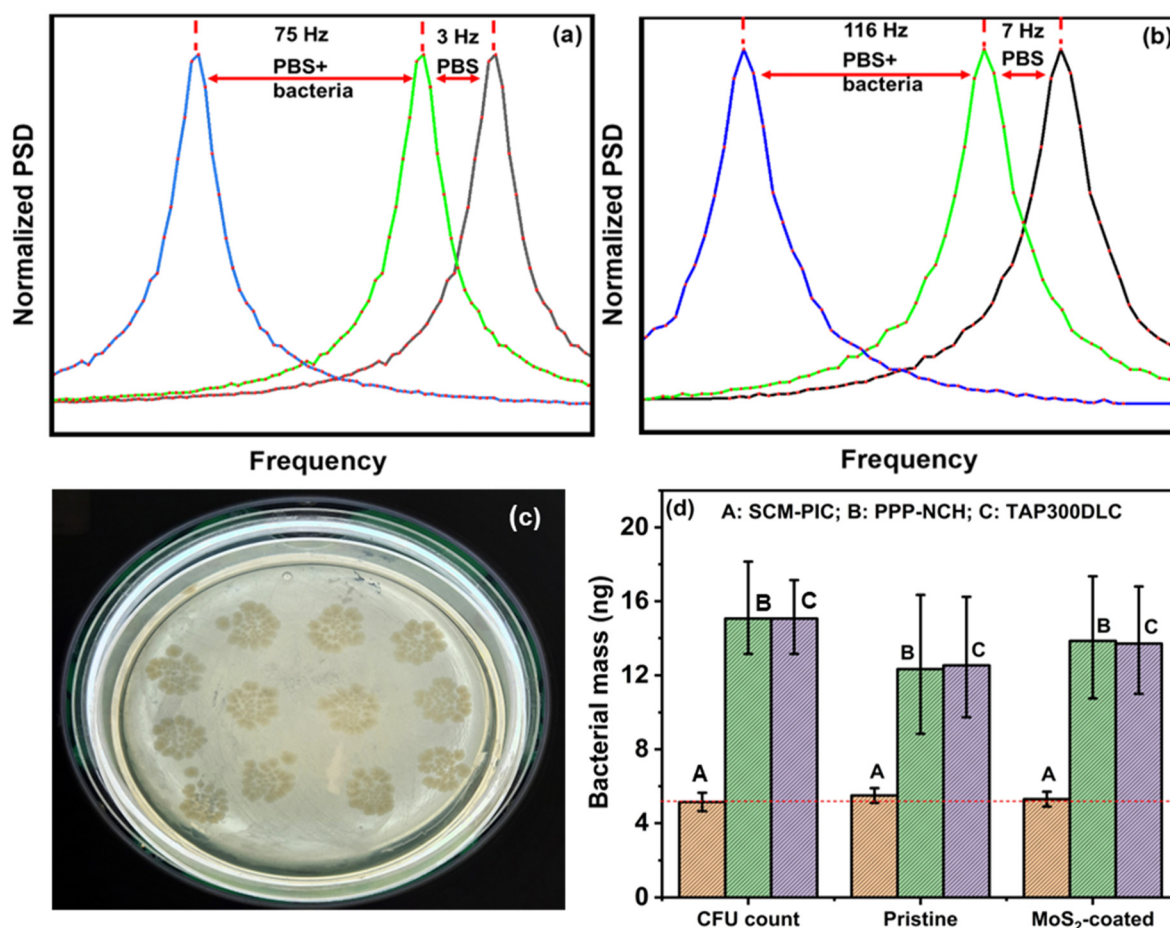 75 Hz
PBS+
bacteria
3 Hz
PBS
(a)
Normalized PSD
Frequency
116 Hz
PBS+
bacteria
7 Hz
PBS
(b)
Normalized PSD
Frequency
(c)
(d)
A: SCM-PIC; B: PPP-NCH; C: TAP300DLC
Bacterial mass (ng)
20
16
12
8
4
0
A
B
C
A
B
C
A
B
C
CFU count
Pristine
MoS₂-coated